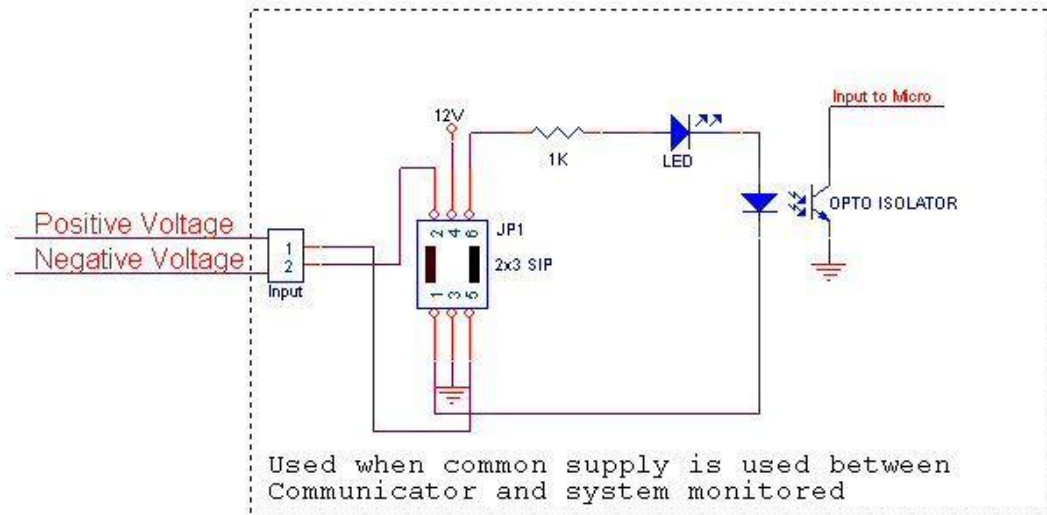 Input to Micro
12V
1K
LED
OPTO ISOLATOR
Positive Voltage
Negative Voltage
1
2
Input
2 4 6
JP1
2x3 SIP
1 3 5
Used when common supply is used between
Communicator and system monitored